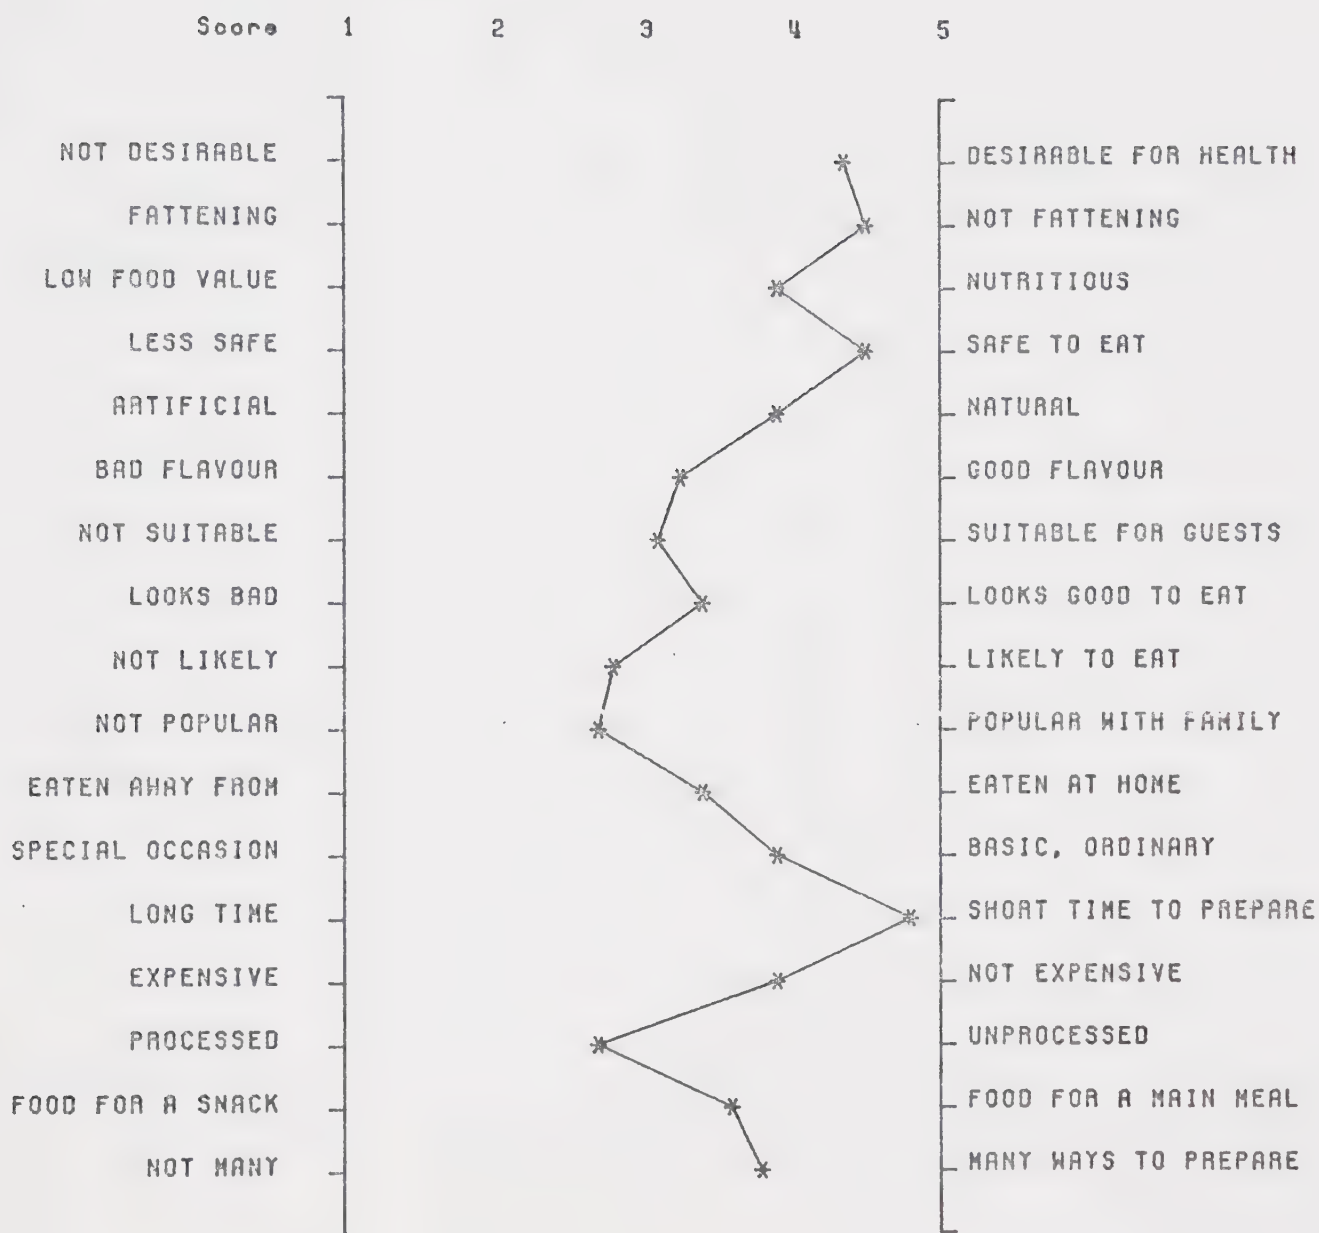 Score 1 2 3 4 5
NOT DESIRABLE DESIRABLE FOR HEALTH
FATTENING NOT FATTENING
LOW FOOD VALUE NUTRITIOUS
LESS SAFE SAFE TO EAT
ARTIFICIAL NATURAL
BAD FLAVOUR GOOD FLAVOUR
NOT SUITABLE SUITABLE FOR GUESTS
LOOKS BAD LOOKS GOOD TO EAT
NOT LIKELY LIKELY TO EAT
NOT POPULAR POPULAR WITH FAMILY
EATEN AWAY FROM EATEN AT HOME
SPECIAL OCCASION BASIC, ORDINARY
LONG TIME SHORT TIME TO PREPARE
EXPENSIVE NOT EXPENSIVE
PROCESSED UNPROCESSED
FOOD FOR A SNACK FOOD FOR A MAIN MEAL
NOT MANY MANY WAYS TO PREPARE